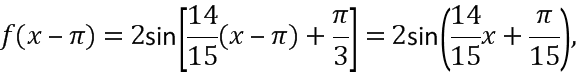 f(x − π) = 2sin[14/15(x − π) + π/3] = 2sin(14/15x + π/15),